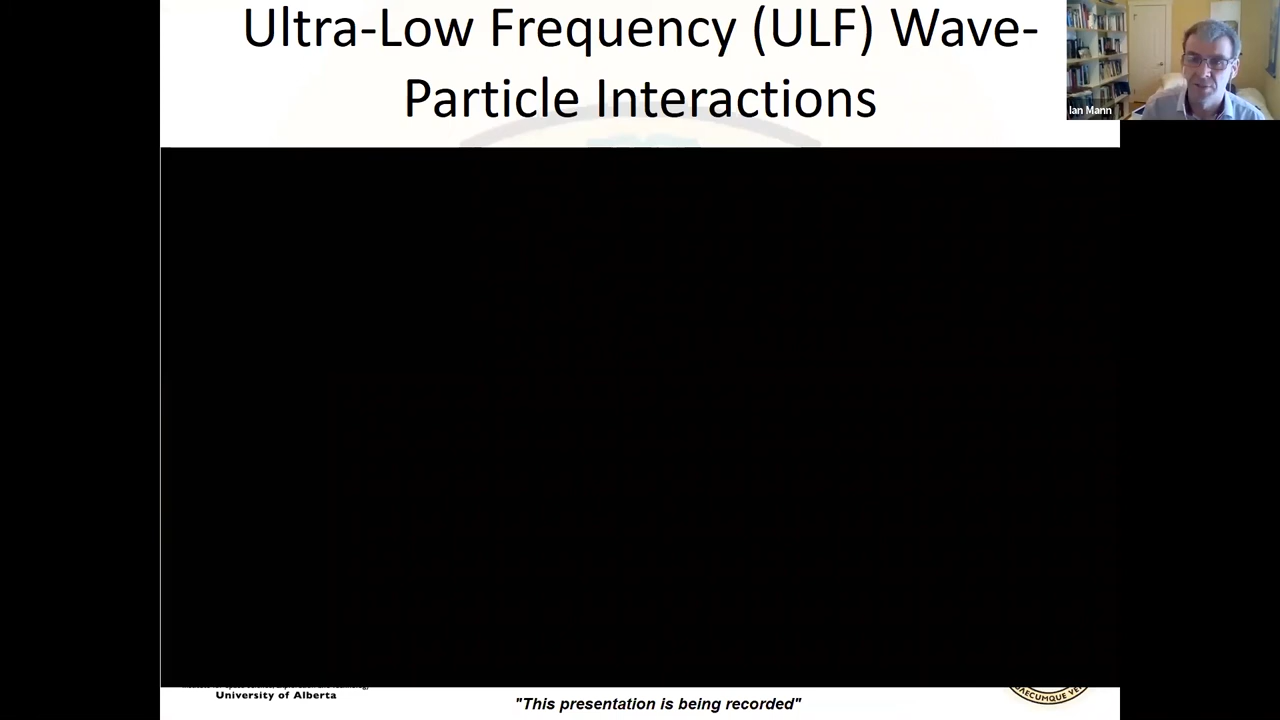 Ultra-Low Frequency (ULF) Wave-
Particle Interactions
Ian Mann
University of Alberta
"This presentation is being recorded"